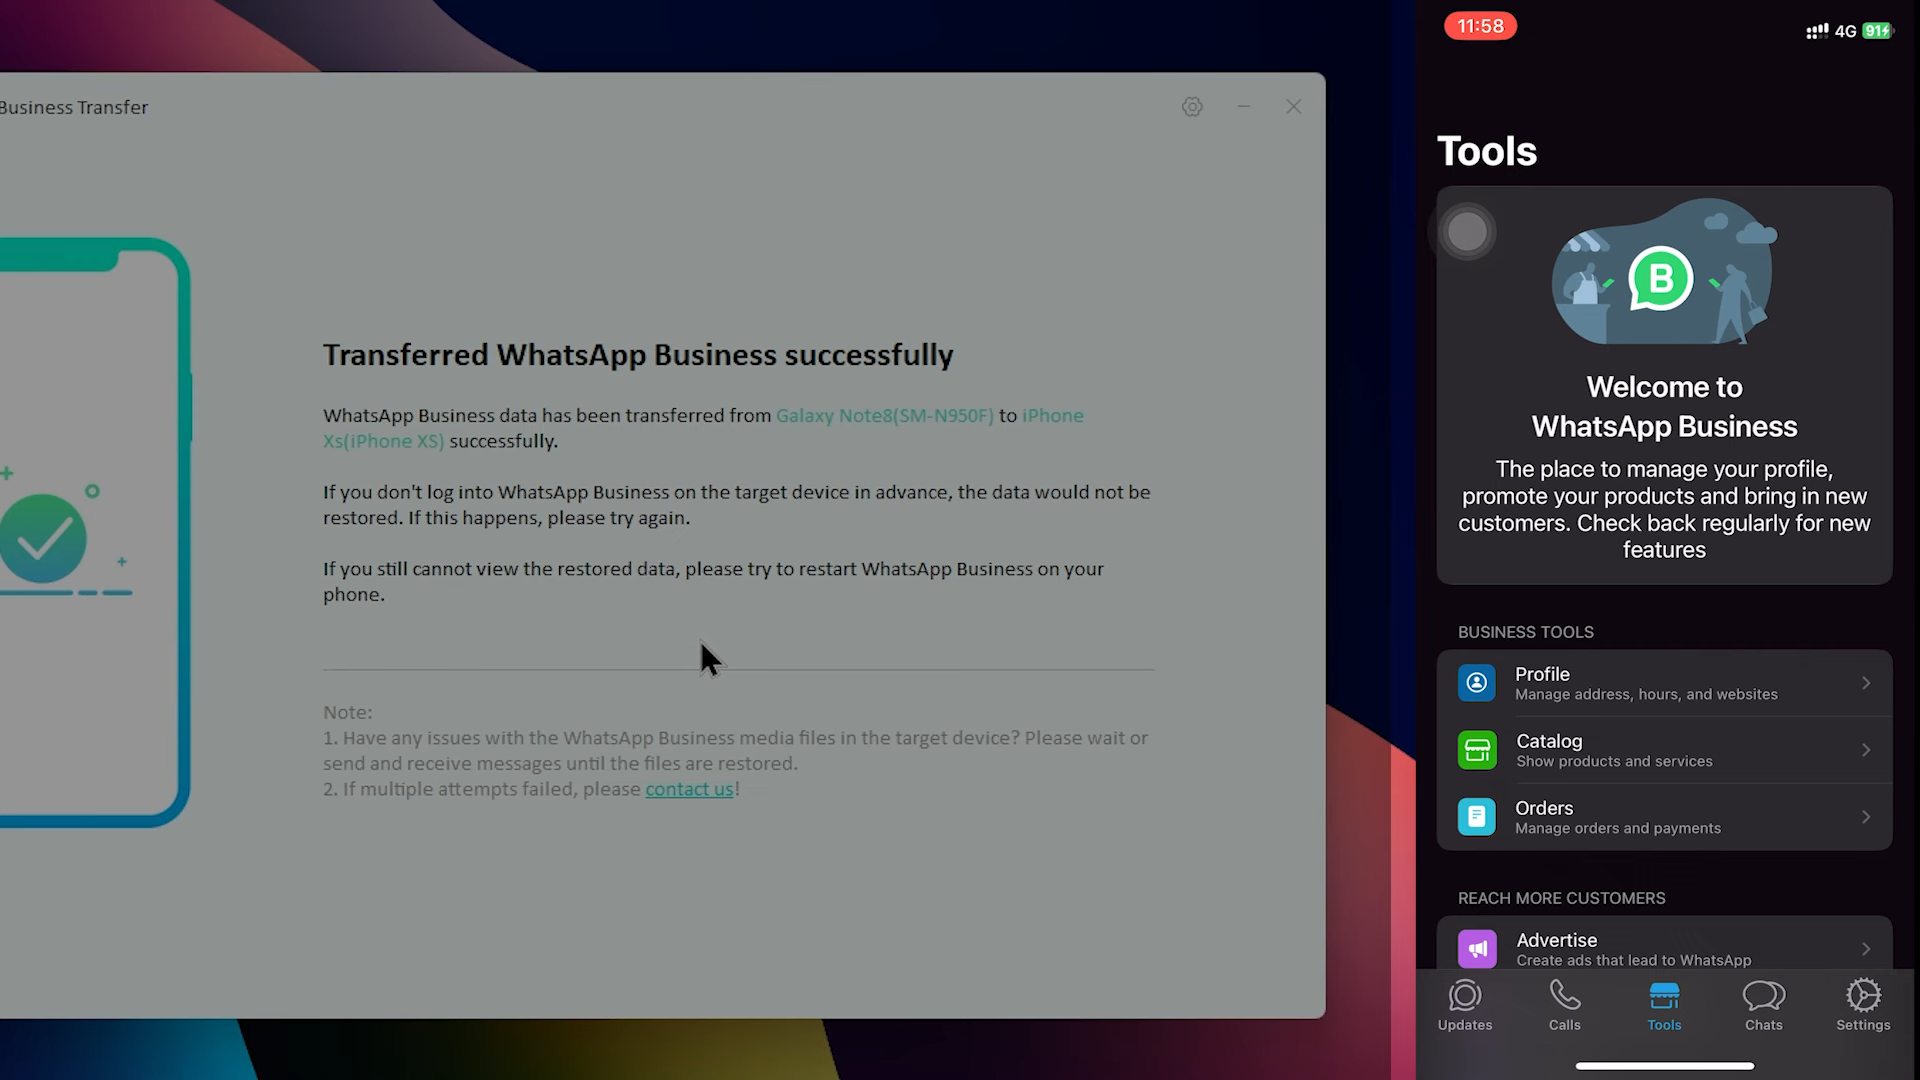 Business Transfer
Transferred WhatsApp Business successfully
WhatsApp Business data has been transferred from Galaxy Note8(SM-N950F) to iPhone
Xs(iPhone XS) successfully.
If you don't log into WhatsApp Business on the target device in advance, the data would not be
restored. If this happens, please try again.
If you still cannot view the restored data, please try to restart WhatsApp Business on your
phone.
Note:
1. Have any issues with the WhatsApp Business media files in the target device? Please wait or
send and receive messages until the files are restored.
2. If multiple attempts failed, please contact us!
11:58
4G 91
Tools
B
Welcome to
WhatsApp Business
The place to manage your profile,
promote your products and bring in new
customers. Check back regularly for new
features
BUSINESS TOOLS
Profile
Manage address, hours, and websites
Catalog
Show products and services
Orders
Manage orders and payments
REACH MORE CUSTOMERS
Advertise
Create ads that lead to WhatsApp
Updates Calls Tools Chats Settings